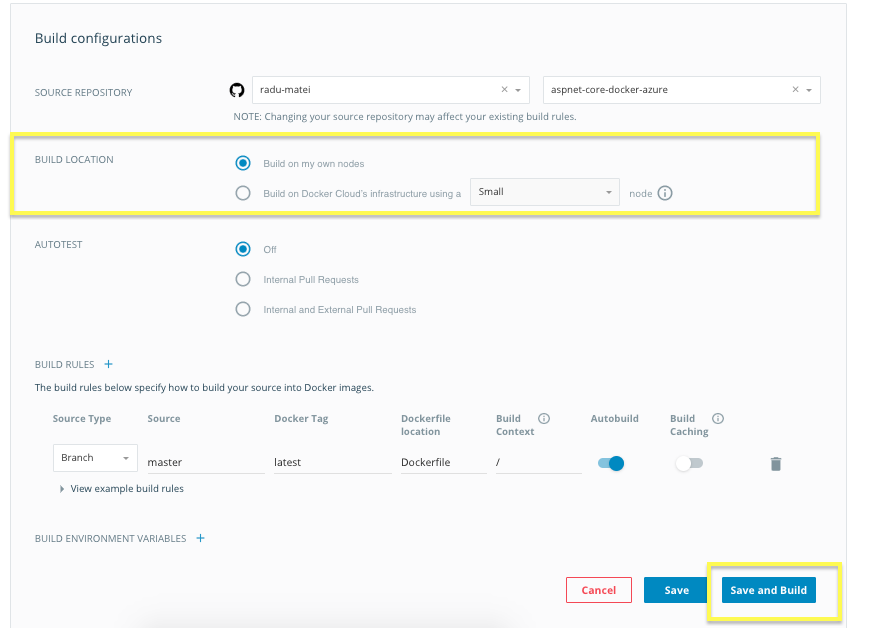 Build configurations
SOURCE REPOSITORY
radu-matei
aspnet-core-docker-azure
NOTE: Changing your source repository may affect your existing build rules.
BUILD LOCATION
Build on my own nodes
Build on Docker Cloud's infrastructure using a Small node
AUTOTEST
Off
Internal Pull Requests
Internal and External Pull Requests
BUILD RULES +
The build rules below specify how to build your source into Docker images.
Source Type Source Docker Tag Dockerfile location Build Context Autobuild Build Caching
Branch master latest Dockerfile /
View example build rules
BUILD ENVIRONMENT VARIABLES +
Cancel Save Save and Build